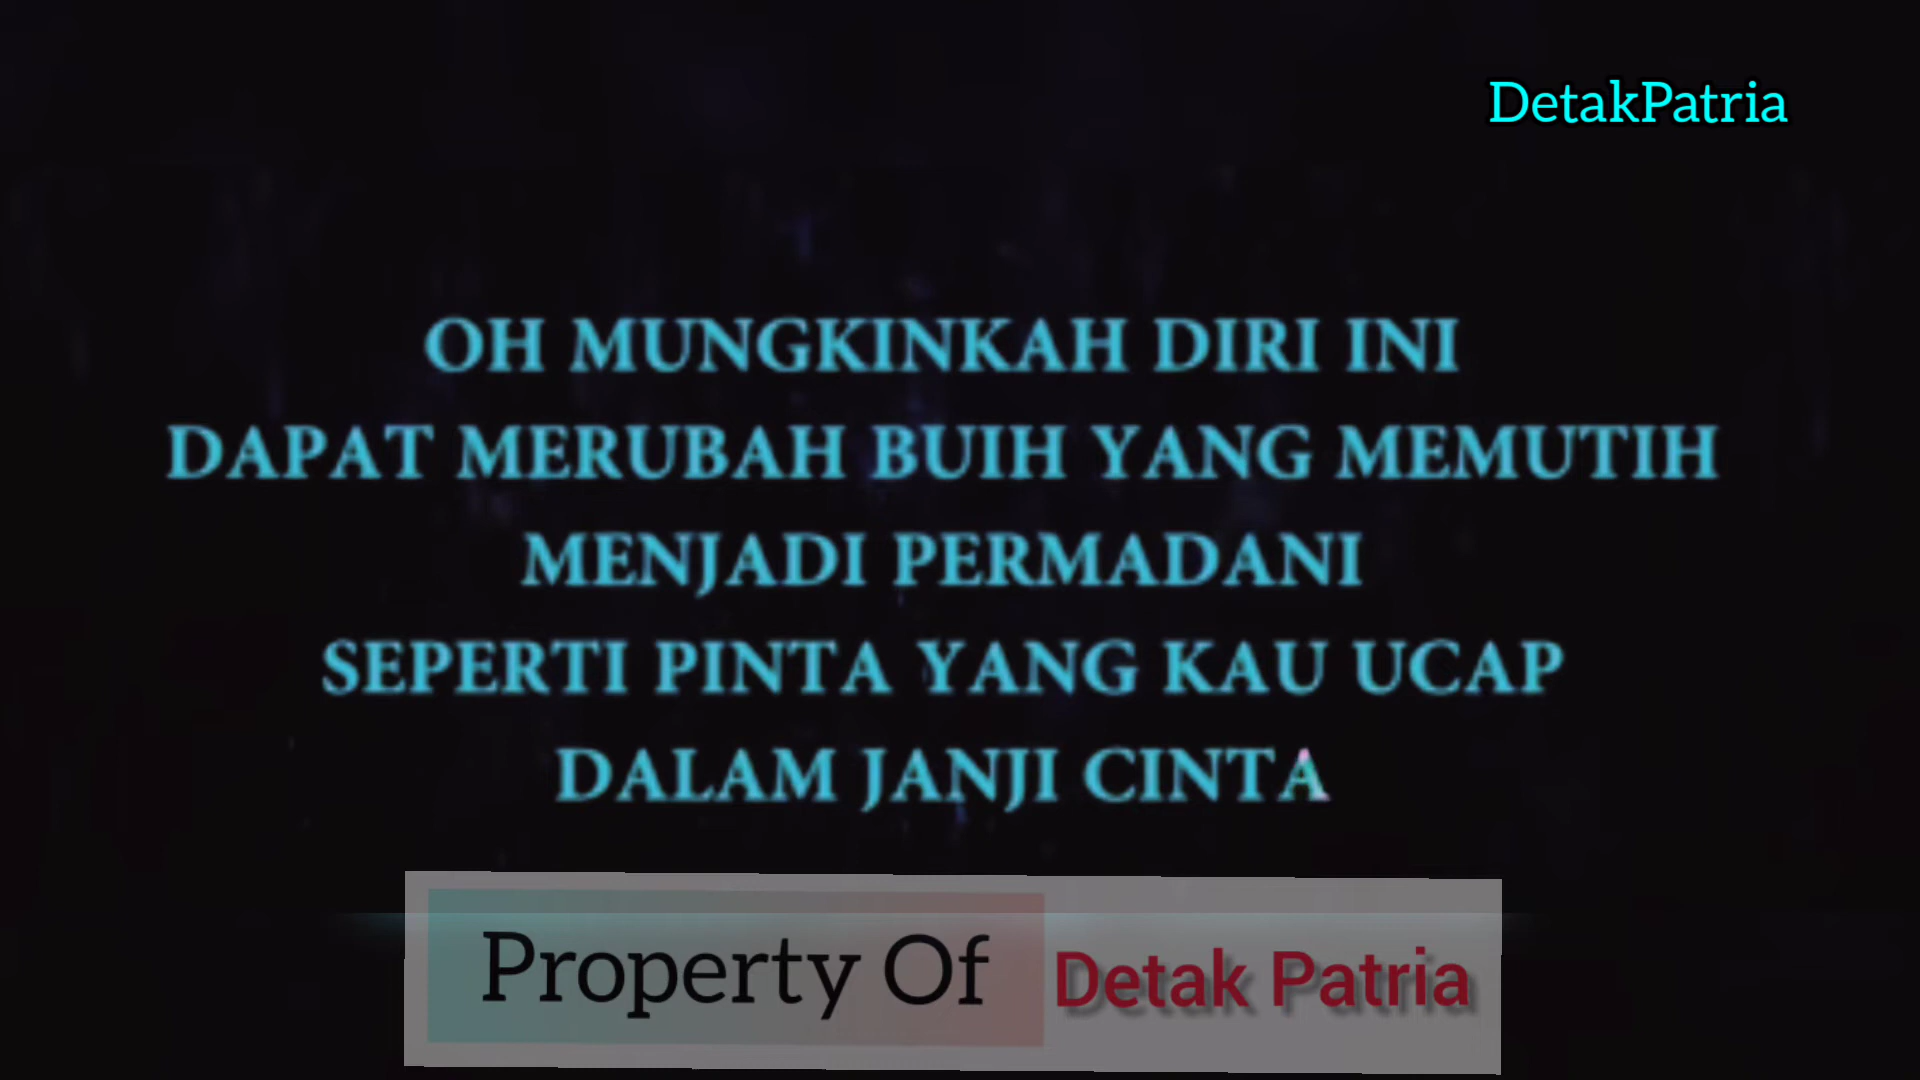 DetakPatria
OH MUNGKINKAH DIRI INI
DAPAT MERUBAH BUIH YANG MEMUTIH
MENJADI PERMADANI
SEPERTI PINTA YANG KAU UCAP
DALAM JANJI CINTA
Property Of Detak Patria